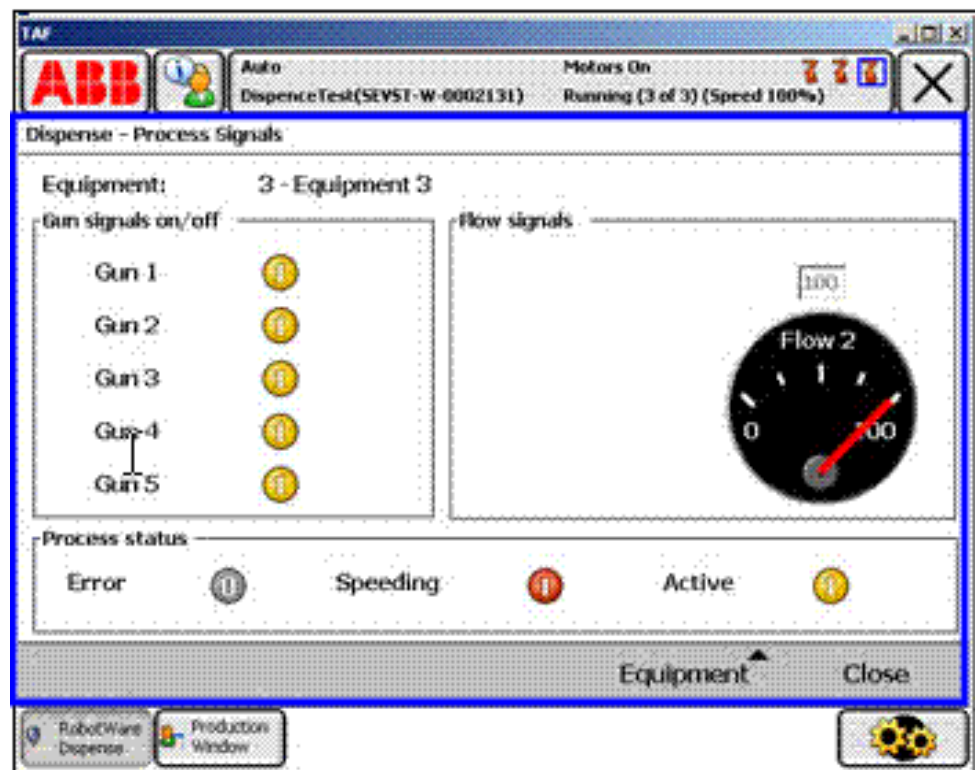 TAF
ABB
Auto
Motors On
DispenceTest(SEVST-W-0002131)
Running (3 of 3) (Speed 100%)
Dispense - Process Signals
Equipment: 3 - Equipment 3
Gun signals on/off
Flow signals
Gun 1
Gun 2
Gun 3
Gun 4
Gun 5
100
Flow 2
0
100
Process status
Error
Speeding
Active
Equipment
Close
RobotWare
Dispense
Production
Window